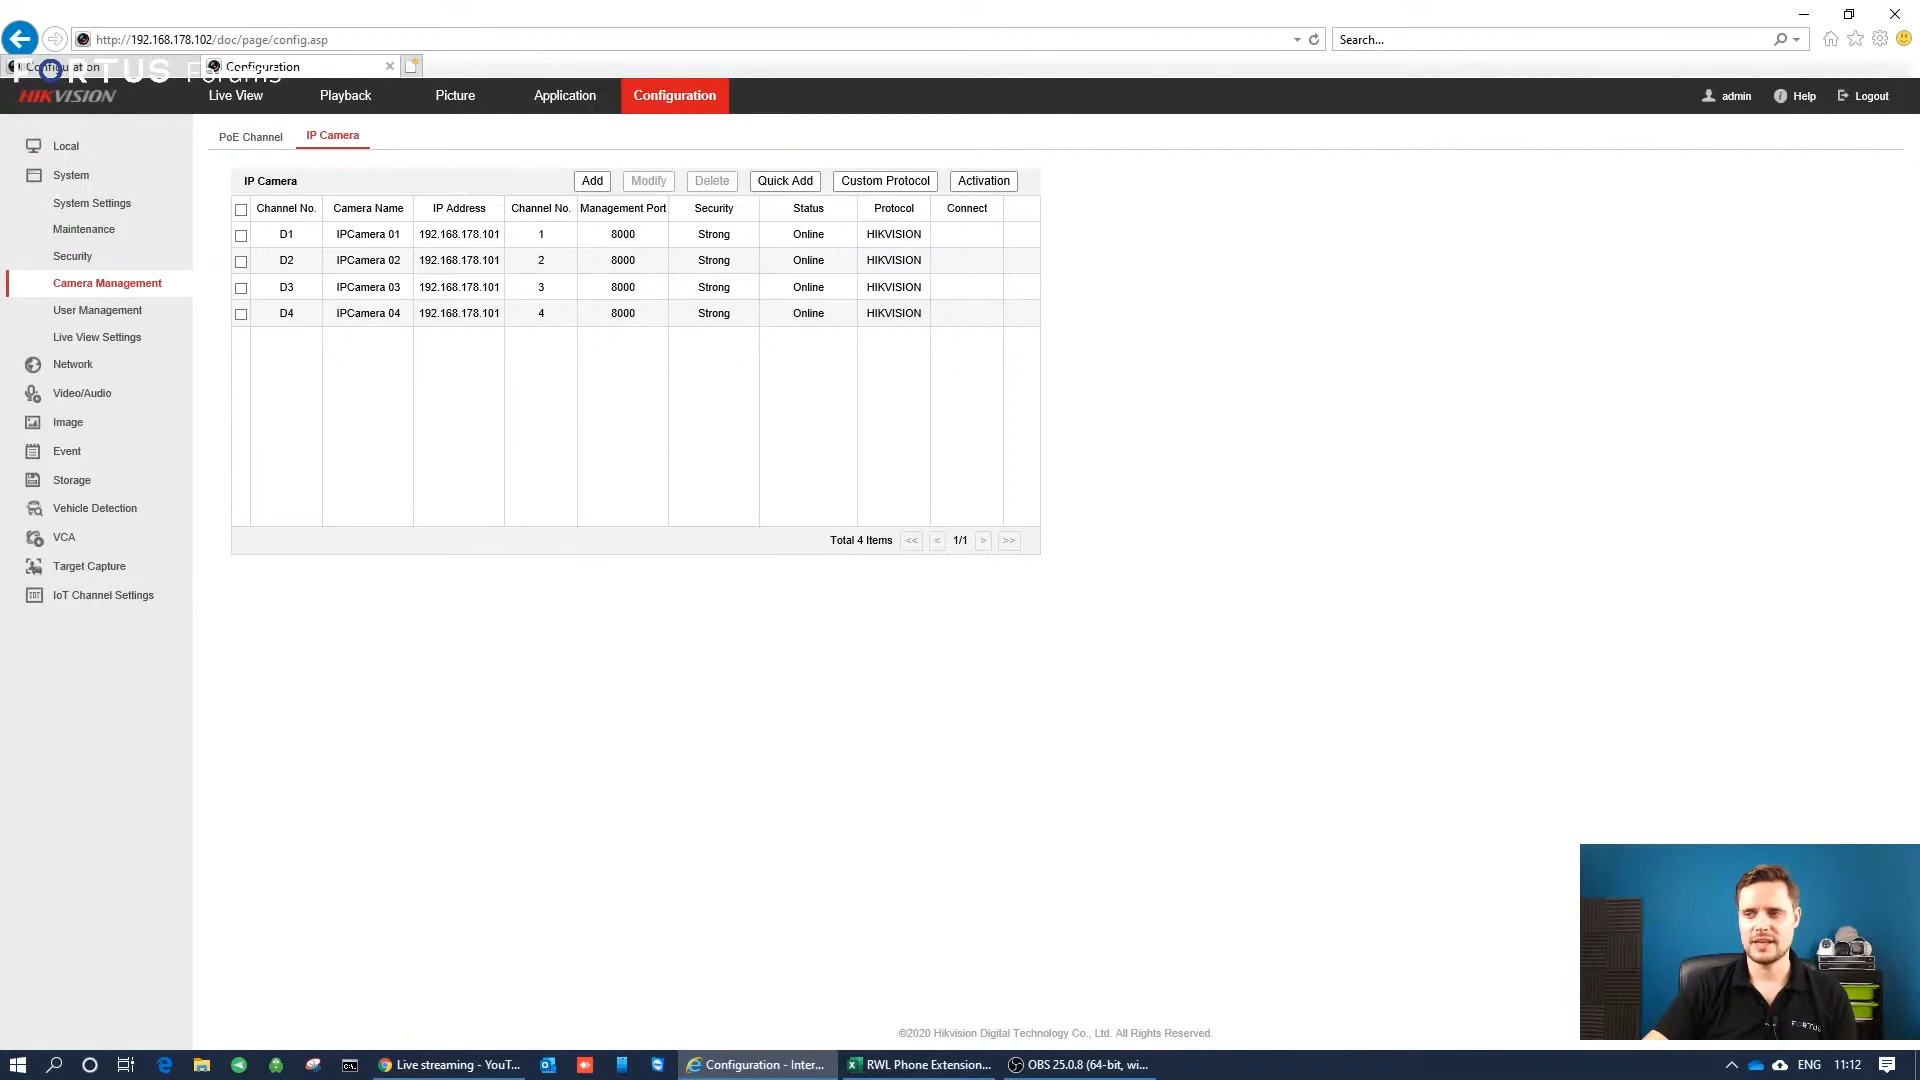 http://192.168.178.102/doc/page/config.asp
Search...
Configuration
Configuration
FORTUS Forums
HIKVISION
Live View
Playback
Picture
Application
Configuration
admin
Help
Logout
Local
System
System Settings
Maintenance
Security
Camera Management
User Management
Live View Settings
Network
Video/Audio
Image
Event
Storage
Vehicle Detection
VCA
Target Capture
IoT Channel Settings
PoE Channel
IP Camera
IP Camera
Add
Modify
Delete
Quick Add
Custom Protocol
Activation
Channel No. Camera Name IP Address Channel No. Management Port Security Status Protocol Connect
D1 IPCamera 01 192.168.178.101 1 8000 Strong Online HIKVISION
D2 IPCamera 02 192.168.178.101 2 8000 Strong Online HIKVISION
D3 IPCamera 03 192.168.178.101 3 8000 Strong Online HIKVISION
D4 IPCamera 04 192.168.178.101 4 8000 Strong Online HIKVISION
Total 4 Items << < 1/1 > >>
FORTUS
©2020 Hikvision Digital Technology Co., Ltd. All Rights Reserved.
Live streaming - YouT...
Configuration - Inter...
RWL Phone Extension...
OBS 25.0.8 (64-bit, wi...
ENG
11:12